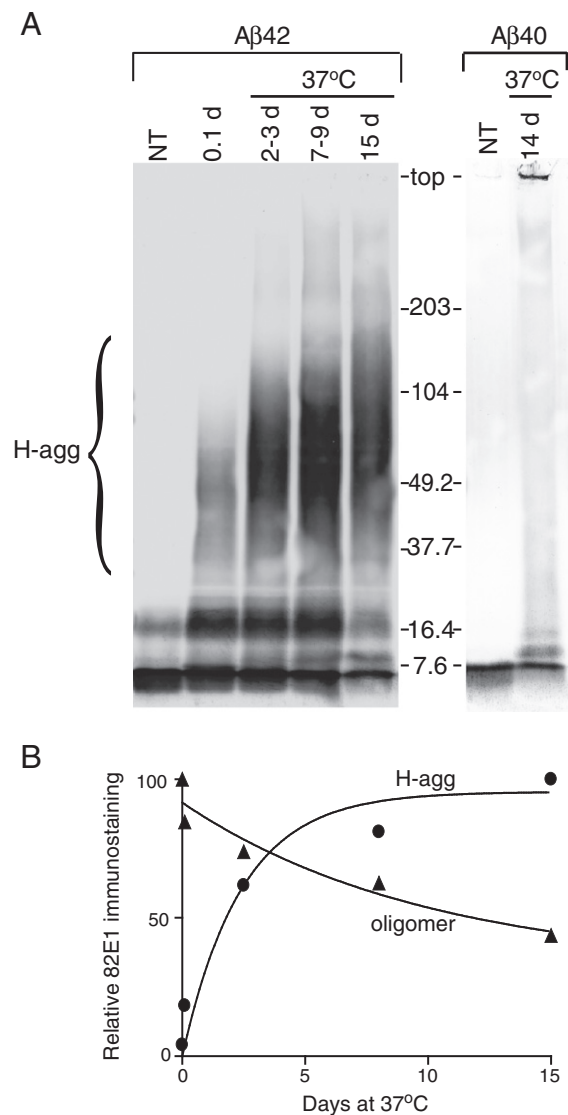 A
Aβ42
Aβ40
37°C
37°C
NT
0.1 d
2-3 d
7-9 d
15 d
NT
14 d
-top
-203
-104
H-agg
-49.2-
-37.7-
-16.4-
-7.6-
B
Relative 82E1 immunostaining
100
50
0
H-agg
oligomer
0
5
10
15
Days at 37°C